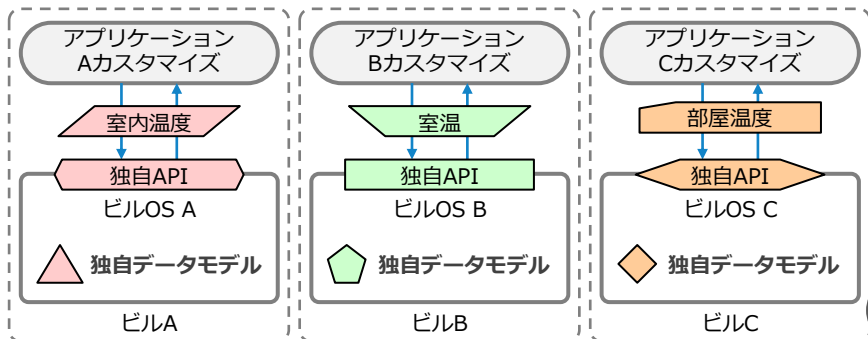 アプリケーション
Aカスタマイズ
室内温度
独自API
ビルOS A
独自データモデル
ビルA
アプリケーション
Bカスタマイズ
室温
独自API
ビルOS B
独自データモデル
ビルB
アプリケーション
Cカスタマイズ
部屋温度
独自API
ビルOS C
独自データモデル
ビルC